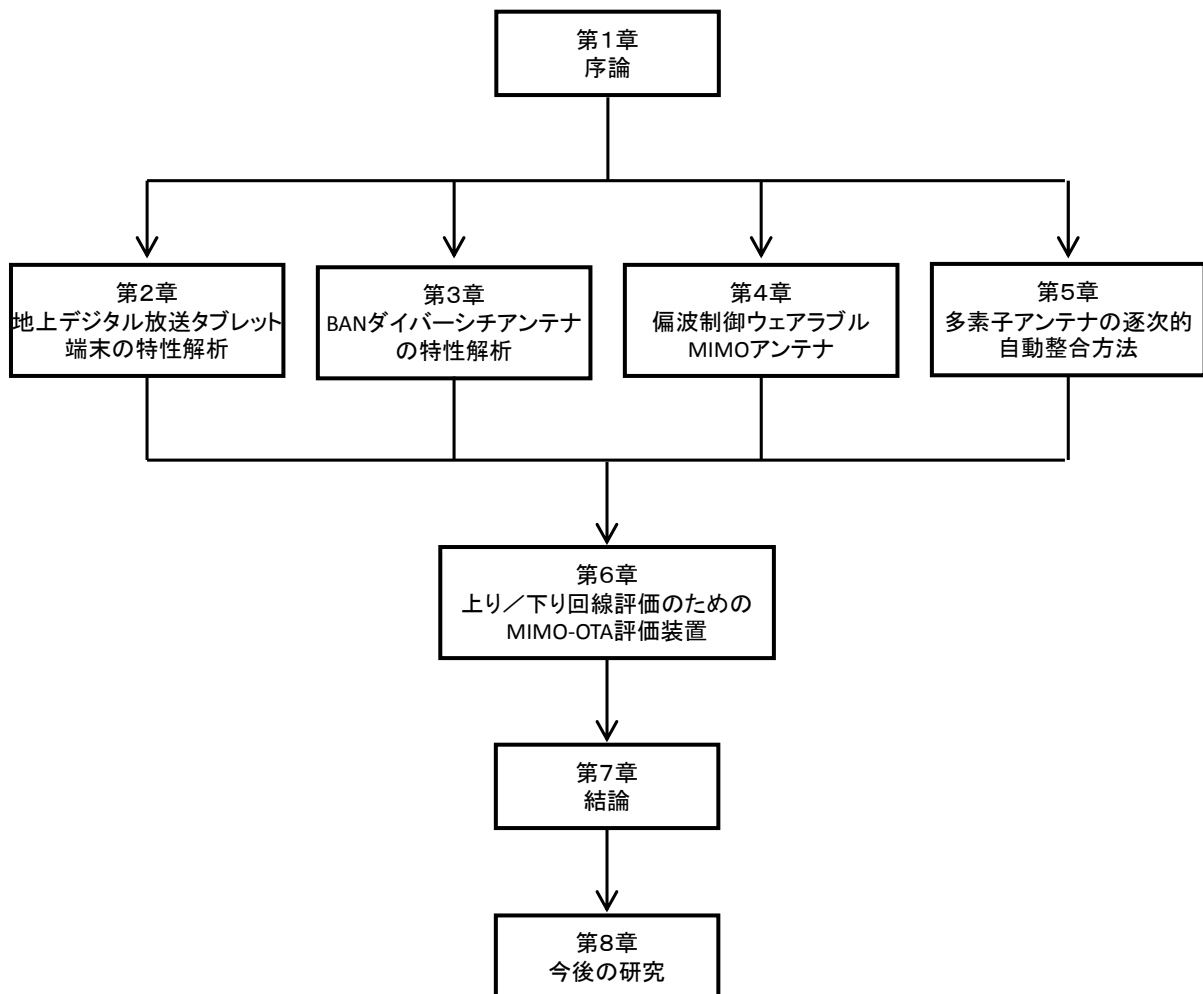 第1章
序論
第2章
地上デジタル放送タブレット
端末の特性解析
第3章
BANダイバーシチアンテナ
の特性解析
第4章
偏波制御ウェアラブル
MIMOアンテナ
第5章
多素子アンテナの逐次的
自動整合方法
第6章
上り／下り回線評価のための
MIMO-OTA評価装置
第7章
結論
第8章
今後の研究